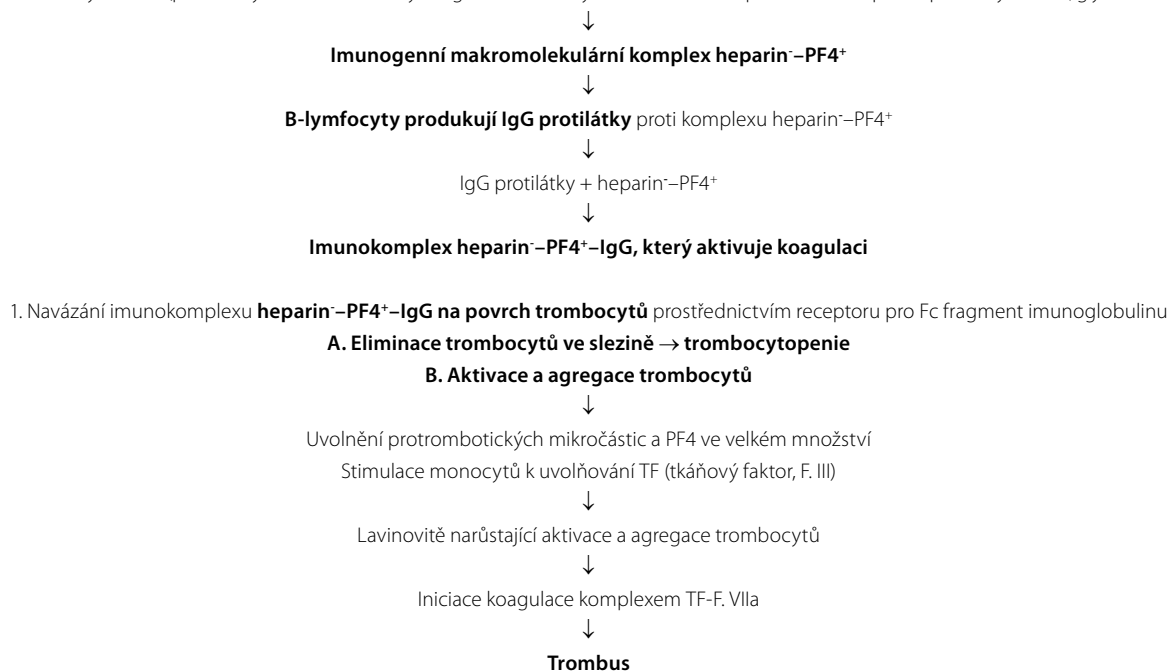 ↓
Imunogenní makromolekulární komplex heparin⁻–PF4⁺
↓
B-lymfocyty produkují IgG protilátky proti komplexu heparin⁻–PF4⁺
↓
IgG protilátky + heparin⁻–PF4⁺
↓
Imunokomplex heparin⁻–PF4⁺–IgG, který aktivuje koagulaci
1. Navázání imunokomplexu heparin⁻–PF4⁺–IgG na povrch trombocytů prostřednictvím receptoru pro Fc fragment imunoglobulinu
A. Eliminace trombocytů ve slezině → trombocytopenie
B. Aktivace a agregace trombocytů
↓
Uvolnění protrombotických mikročástic a PF4 ve velkém množství
Stimulace monocytů k uvolňování TF (tkáňový faktor, F. III)
↓
Lavinovitě narůstající aktivace a agregace trombocytů
↓
Iniciace koagulace komplexem TF-F. VIIa
↓
Trombus